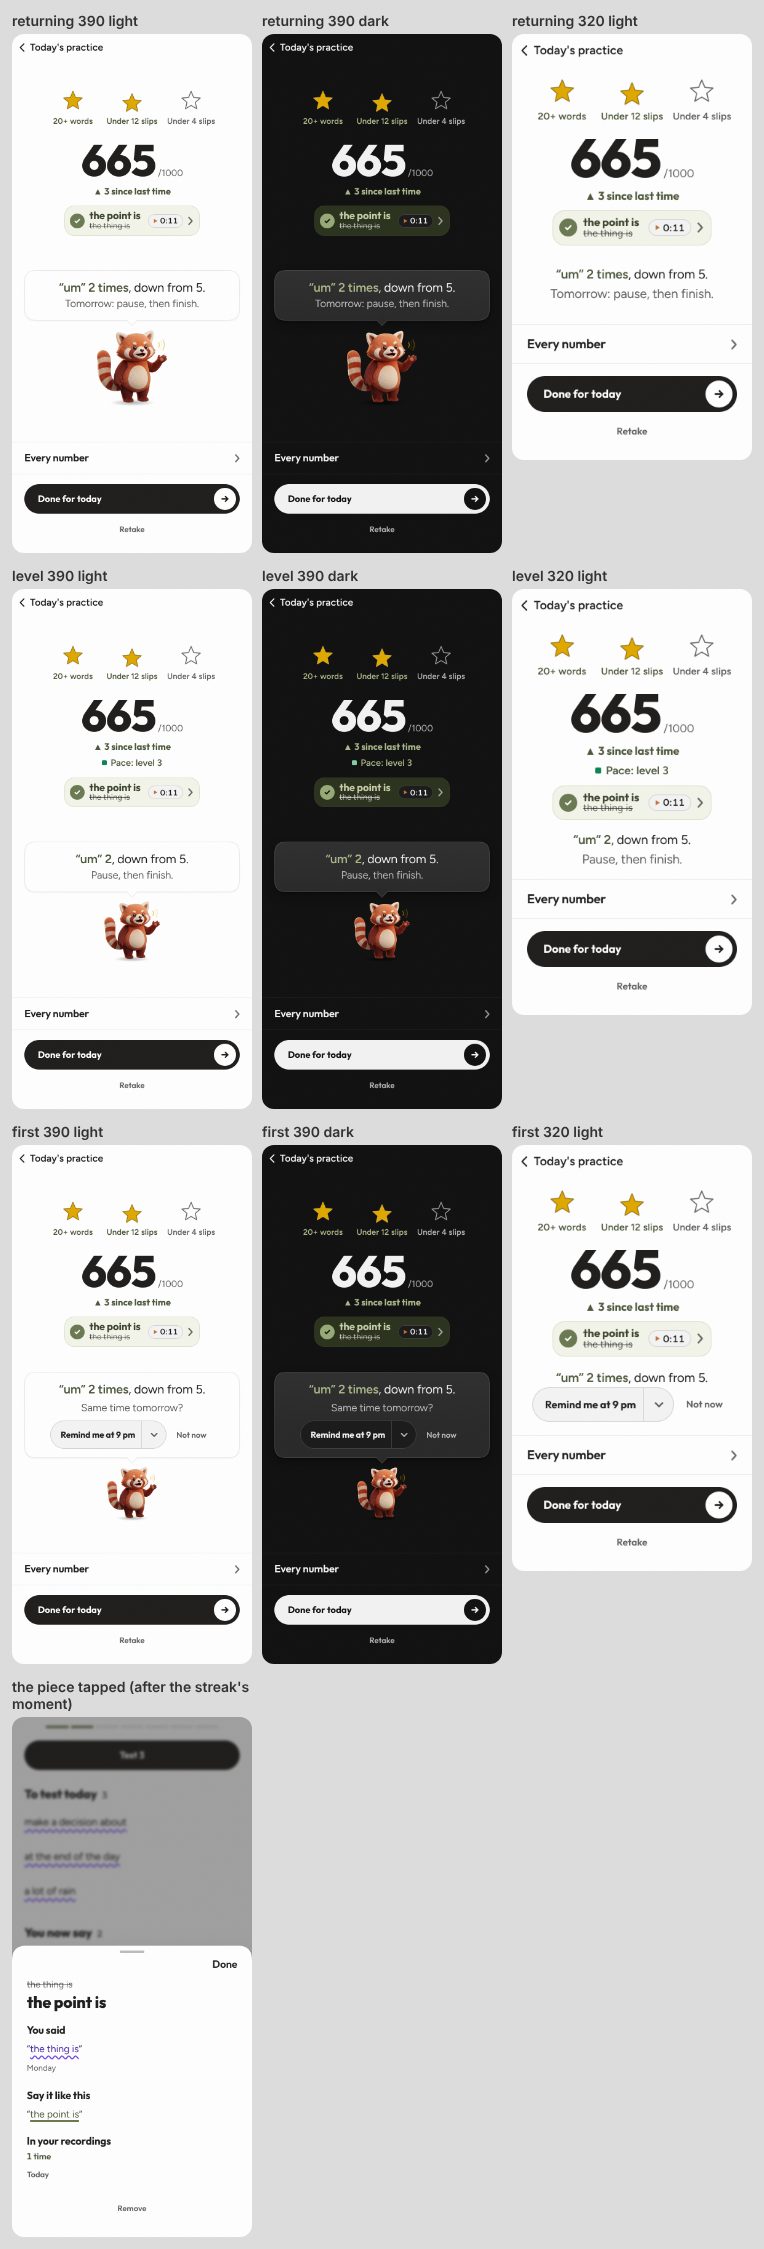 returning 390 light
Today's practice
20+ words
Under 12 slips
Under 4 slips
665/1000
▲ 3 since last time
the point is
the thing is
0:11
“um” 2 times, down from 5.
Tomorrow: pause, then finish.
Every number
Done for today
Retake
returning 390 dark
Today's practice
20+ words
Under 12 slips
Under 4 slips
665/1000
▲ 3 since last time
the point is
the thing is
0:11
“um” 2 times, down from 5.
Tomorrow: pause, then finish.
Every number
Done for today
Retake
returning 320 light
Today's practice
20+ words
Under 12 slips
Under 4 slips
665/1000
▲ 3 since last time
the point is
the thing is
0:11
“um” 2 times, down from 5.
Tomorrow: pause, then finish.
Every number
Done for today
Retake
level 390 light
Today's practice
20+ words
Under 12 slips
Under 4 slips
665/1000
▲ 3 since last time
Pace: level 3
the point is
the thing is
0:11
“um” 2, down from 5.
Pause, then finish.
Every number
Done for today
Retake
level 390 dark
Today's practice
20+ words
Under 12 slips
Under 4 slips
665/1000
▲ 3 since last time
Pace: level 3
the point is
the thing is
0:11
“um” 2, down from 5.
Pause, then finish.
Every number
Done for today
Retake
level 320 light
Today's practice
20+ words
Under 12 slips
Under 4 slips
665/1000
▲ 3 since last time
Pace: level 3
the point is
the thing is
0:11
“um” 2, down from 5.
Pause, then finish.
Every number
Done for today
Retake
first 390 light
Today's practice
20+ words
Under 12 slips
Under 4 slips
665/1000
▲ 3 since last time
the point is
the thing is
0:11
“um” 2 times, down from 5.
Same time tomorrow?
Remind me at 9 pm
Not now
Every number
Done for today
Retake
first 390 dark
Today's practice
20+ words
Under 12 slips
Under 4 slips
665/1000
▲ 3 since last time
the point is
the thing is
0:11
“um” 2 times, down from 5.
Same time tomorrow?
Remind me at 9 pm
Not now
Every number
Done for today
Retake
first 320 light
Today's practice
20+ words
Under 12 slips
Under 4 slips
665/1000
▲ 3 since last time
the point is
the thing is
0:11
“um” 2 times, down from 5.
Remind me at 9 pm
Not now
Every number
Done for today
Retake
the piece tapped (after the streak's
moment)
Test 3
To test today 3
make a decision about
at the end of the day
a lot of rain
You now say 2
Done
the thing is
the point is
You said
“the thing is”
Monday
Say it like this
“the point is”
In your recordings
1 time
Today
Remove